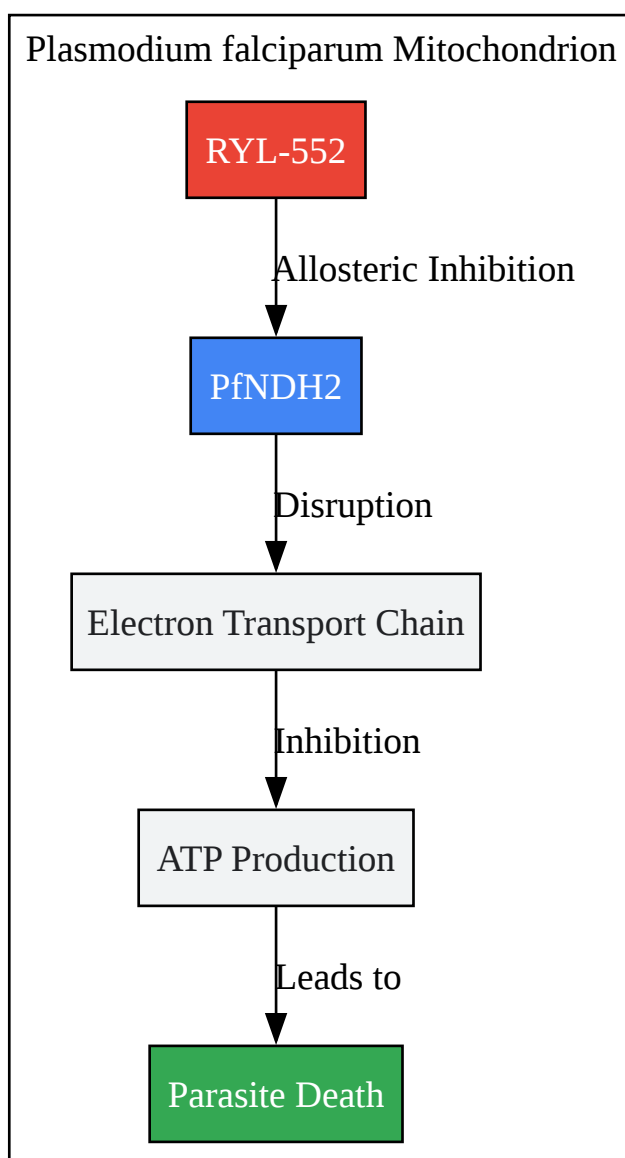 Plasmodium falciparum Mitochondrion
RYL-552
Allosteric Inhibition
PfNDH2
Disruption
Electron Transport Chain
Inhibition
ATP Production
Leads to
Parasite Death